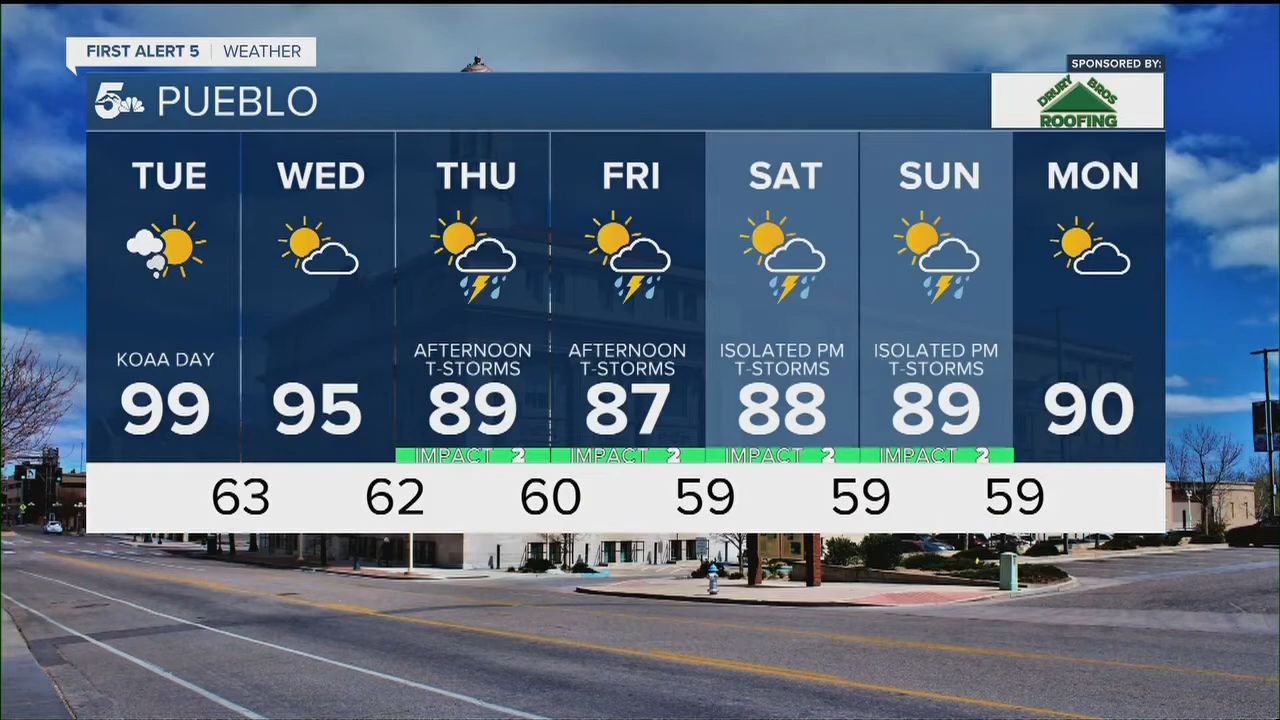 FIRST ALERT 5 | WEATHER
SPONSORED BY:
5 PUEBLO
DRURY BROS
ROOFING
TUE WED THU FRI SAT SUN MON
KOAA DAY
AFTERNOON T-STORMS
AFTERNOON T-STORMS
ISOLATED PM T-STORMS
ISOLATED PM T-STORMS
99 95 89 87 88 89 90
IMPACT 2 IMPACT 2 IMPACT 2 IMPACT 2
63 62 60 59 59 59